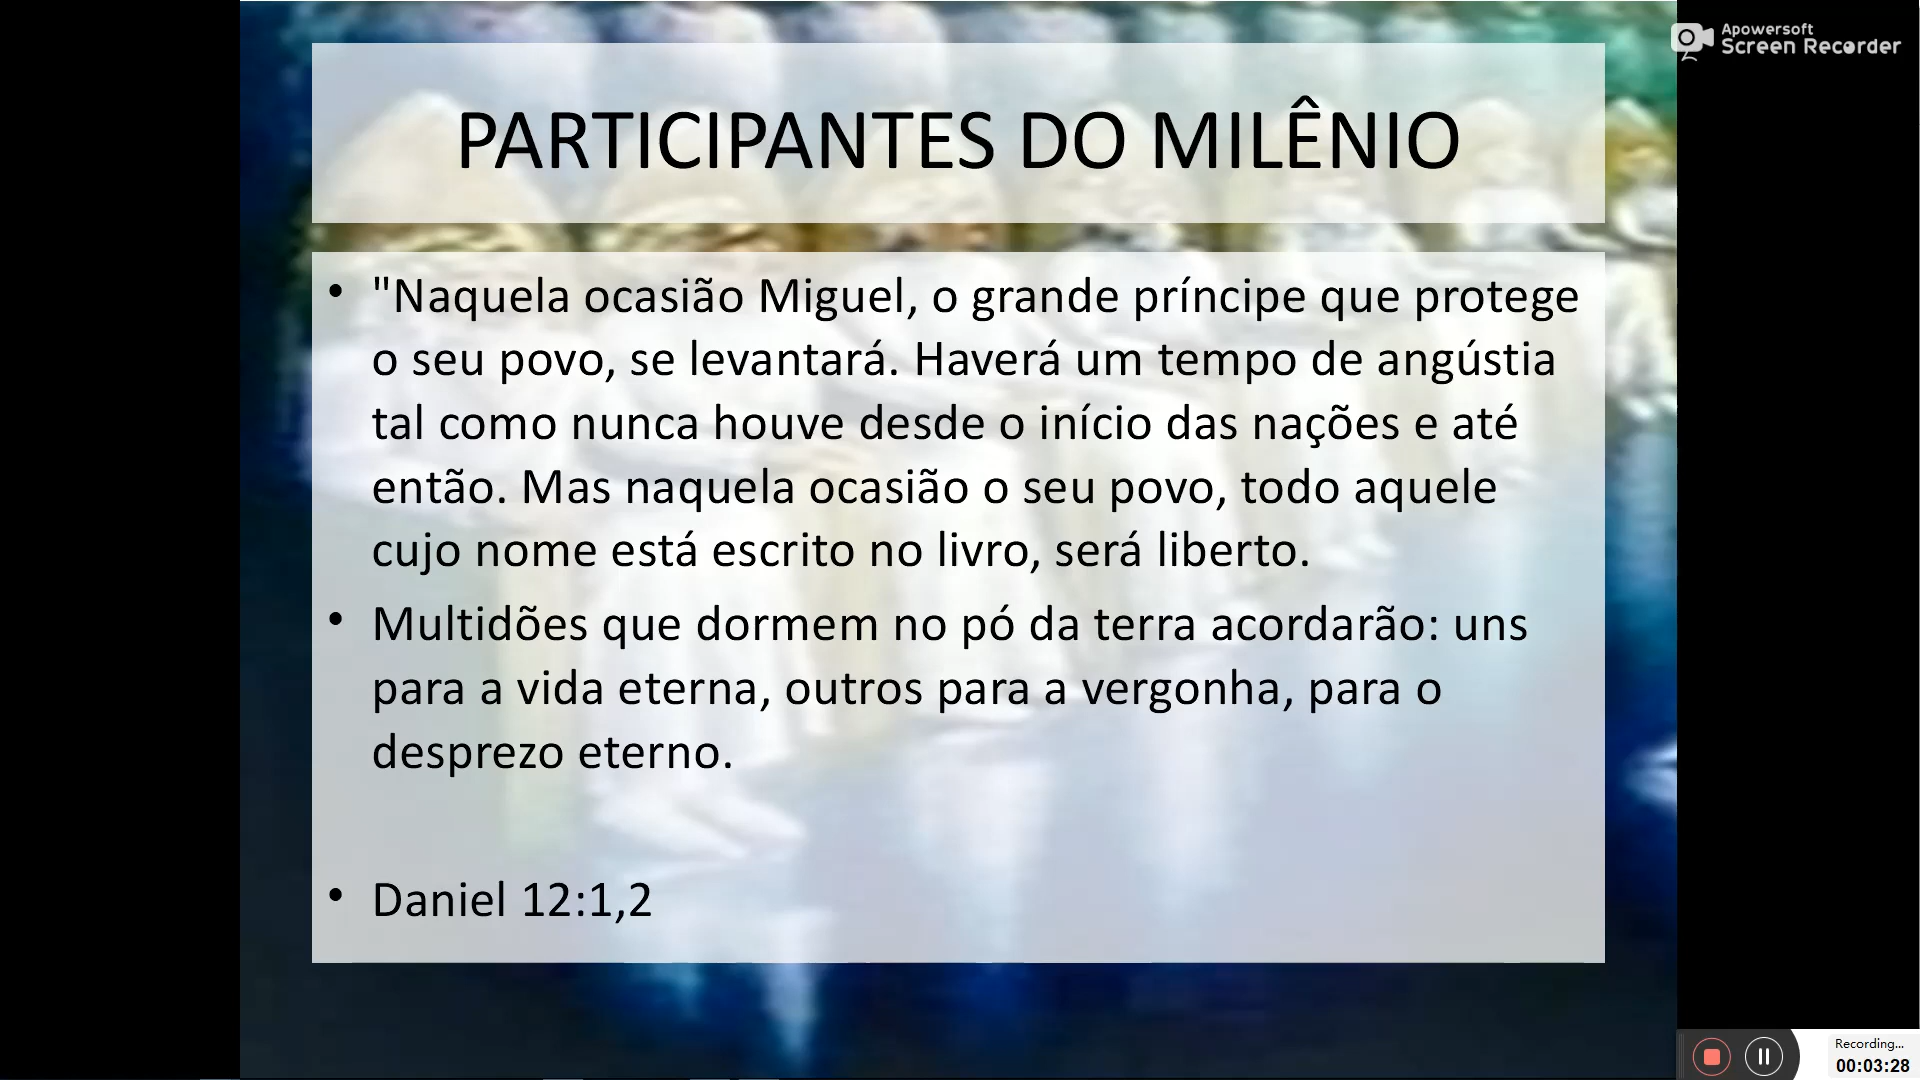 Apowersoft
Screen Recorder
PARTICIPANTES DO MILÊNIO
• "Naquela ocasião Miguel, o grande príncipe que protege
o seu povo, se levantará. Haverá um tempo de angústia
tal como nunca houve desde o início das nações e até
então. Mas naquela ocasião o seu povo, todo aquele
cujo nome está escrito no livro, será liberto.
• Multidões que dormem no pó da terra acordarão: uns
para a vida eterna, outros para a vergonha, para o
desprezo eterno.
• Daniel 12:1,2
Recording...
00:03:28